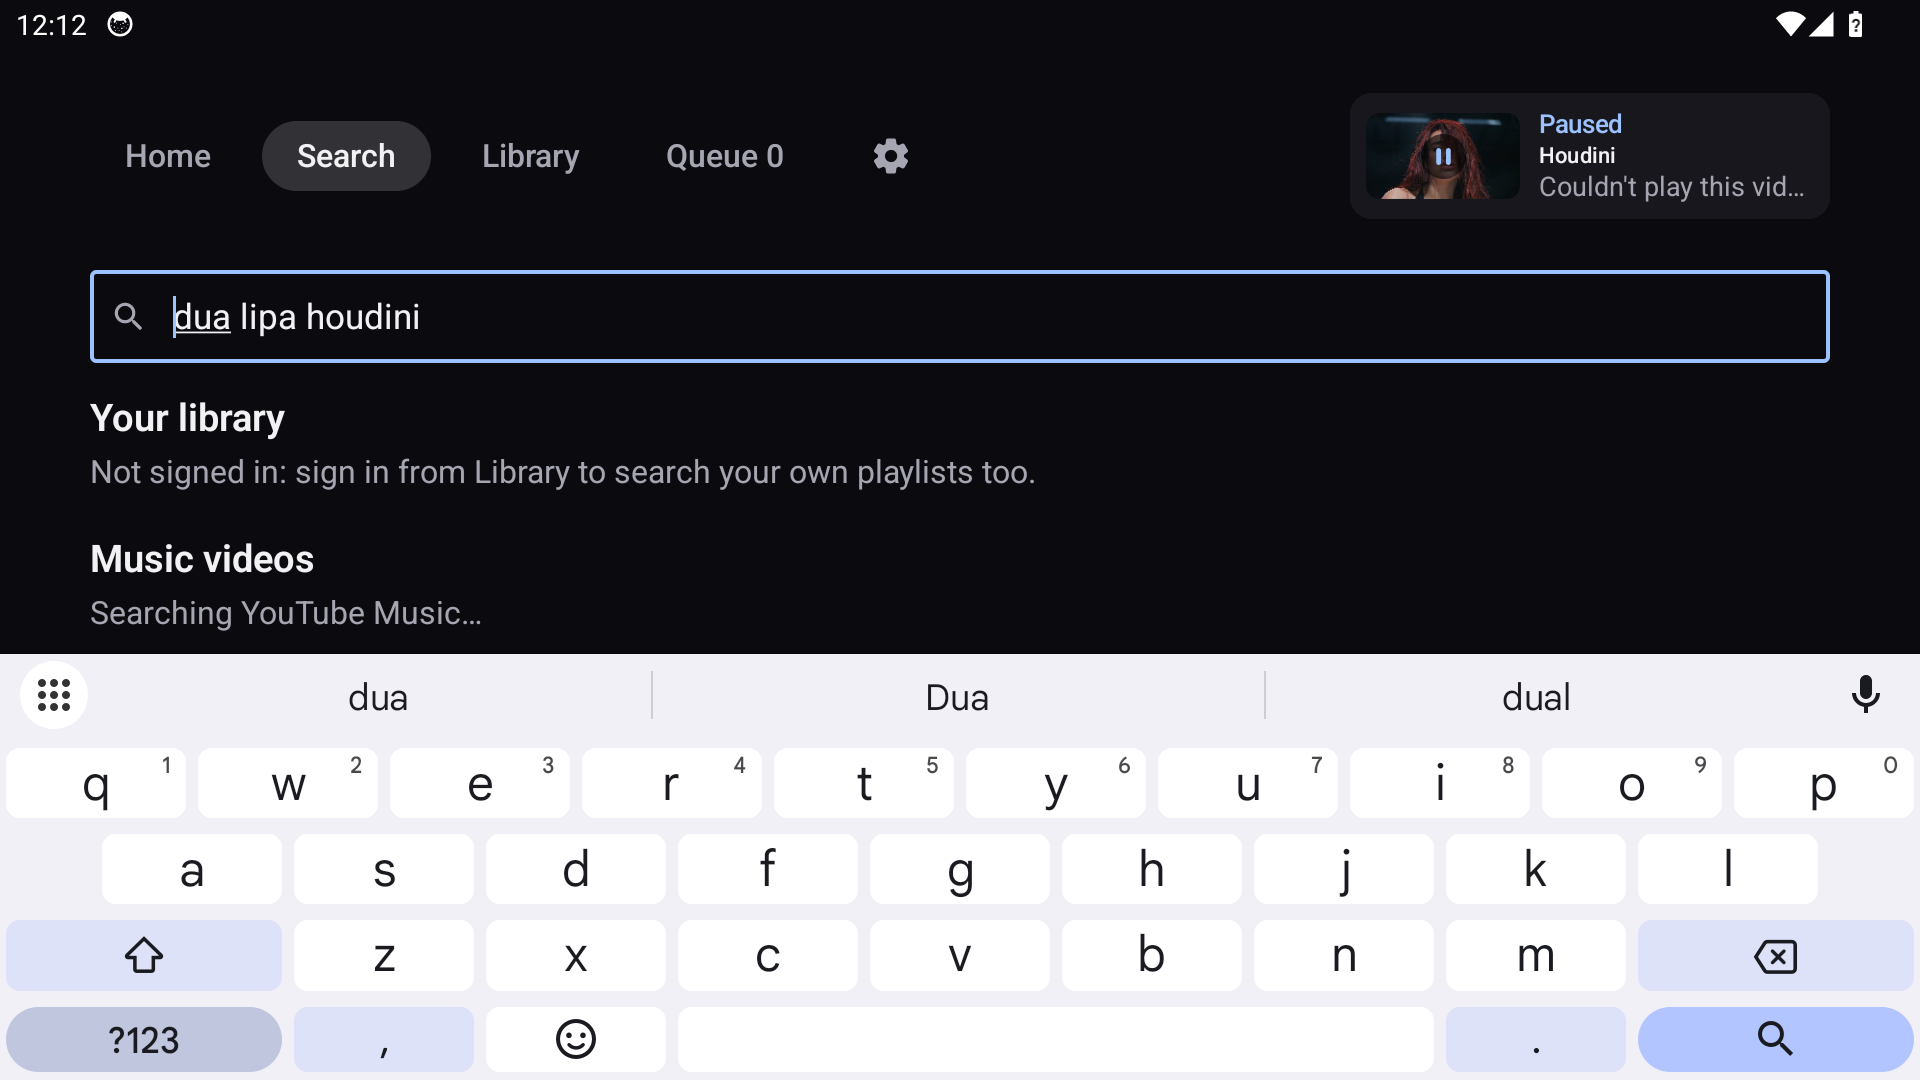 12:12
Home
Search
Library
Queue 0
Paused
Houdini
Couldn't play this vid...
dua lipa houdini
Your library
Not signed in: sign in from Library to search your own playlists too.
Music videos
Searching YouTube Music...
dua
Dua
dual
q 1 w 2 e 3 r 4 t 5 y 6 u 7 i 8 o 9 p 0
a s d f g h j k l
z x c v b n m
?123 , .